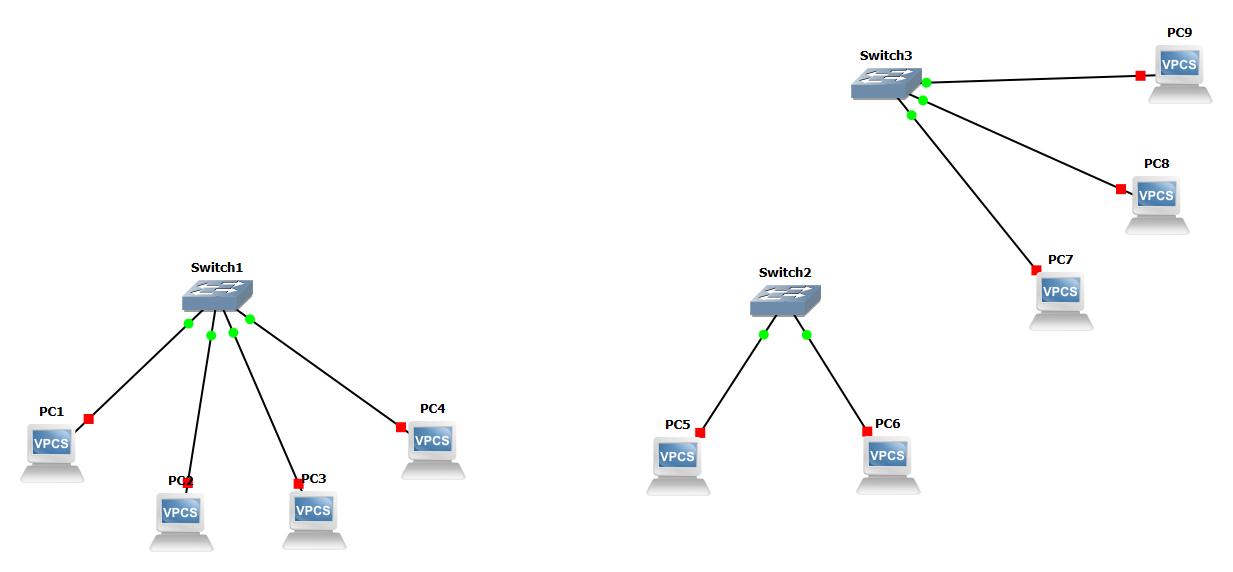 PC9
Switch3
VPCS
PC8
VPCS
PC7
VPCS
Switch1
Switch2
PC1
VPCS
PC4
VPCS
PC2
VPCS
PC3
VPCS
PC5
VPCS
PC6
VPCS